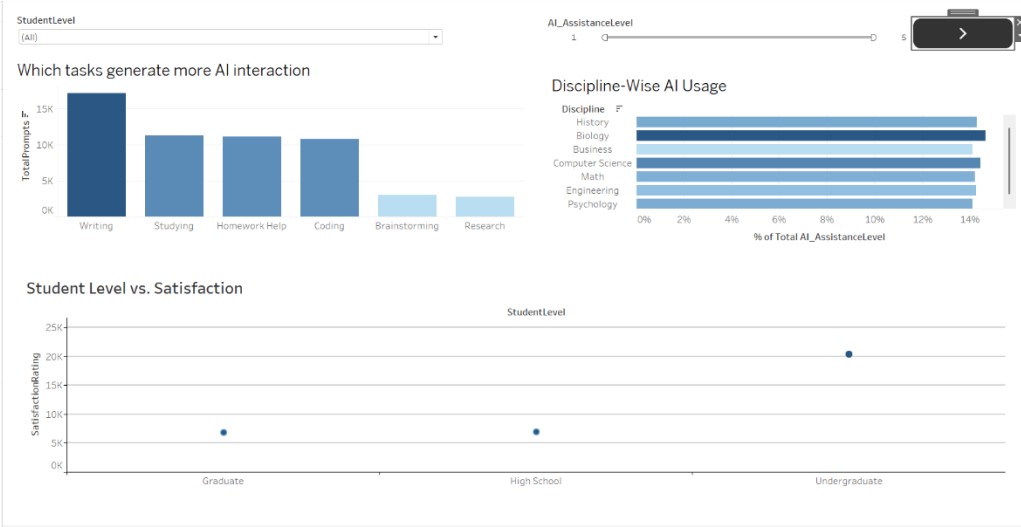 StudentLevel
(All)
AI_AssistanceLevel
1
5
Which tasks generate more AI interaction
TotalPrompts
15K
10K
5K
0K
Writing
Studying
Homework Help
Coding
Brainstorming
Research
Discipline-Wise AI Usage
Discipline
History
Biology
Business
Computer Science
Math
Engineering
Psychology
0% 2% 4% 6% 8% 10% 12% 14%
% of Total AI_AssistanceLevel
Student Level vs. Satisfaction
StudentLevel
SatisfactionRating
25K
20K
15K
10K
5K
0K
Graduate
High School
Undergraduate